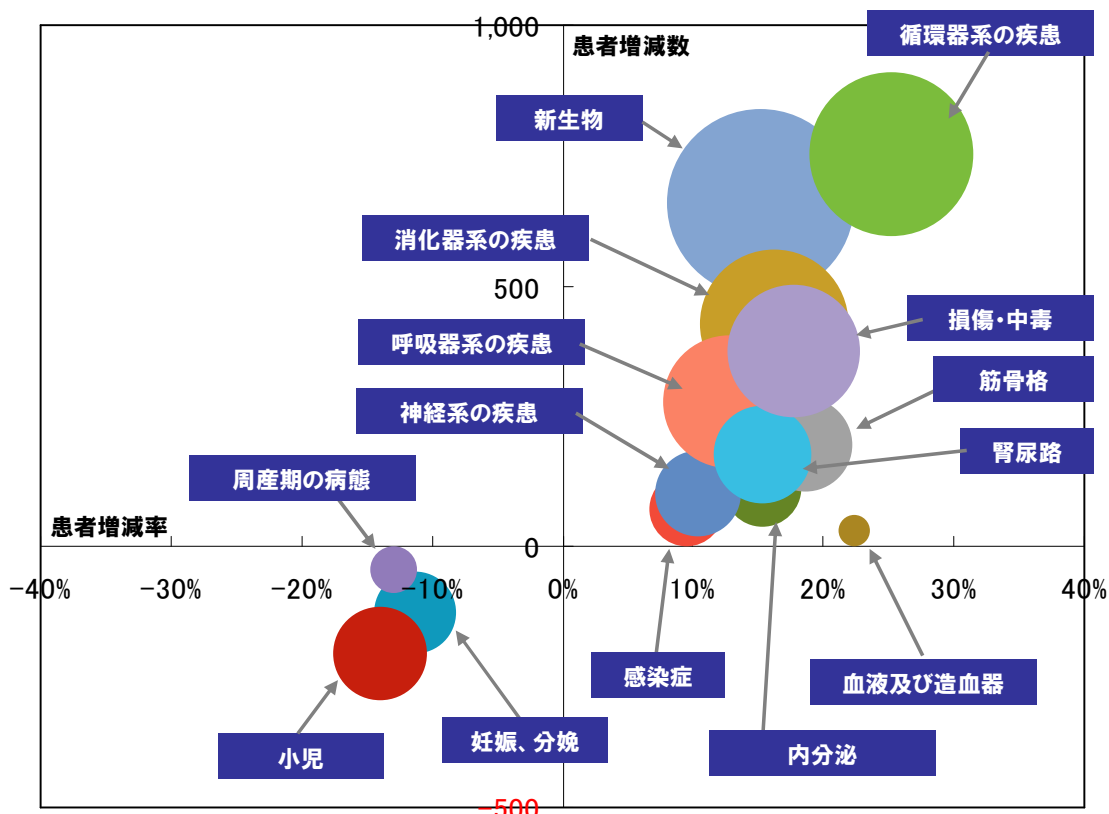 1,000
患者増減数
循環器系の疾患
新生物
消化器系の疾患
500
損傷・中毒
呼吸器系の疾患
筋骨格
神経系の疾患
腎尿路
周産期の病態
患者増減率
0
-40%
-30%
-20%
-10%
0%
10%
20%
30%
40%
感染症
血液及び造血器
妊娠、分娩
小児
内分泌
-500